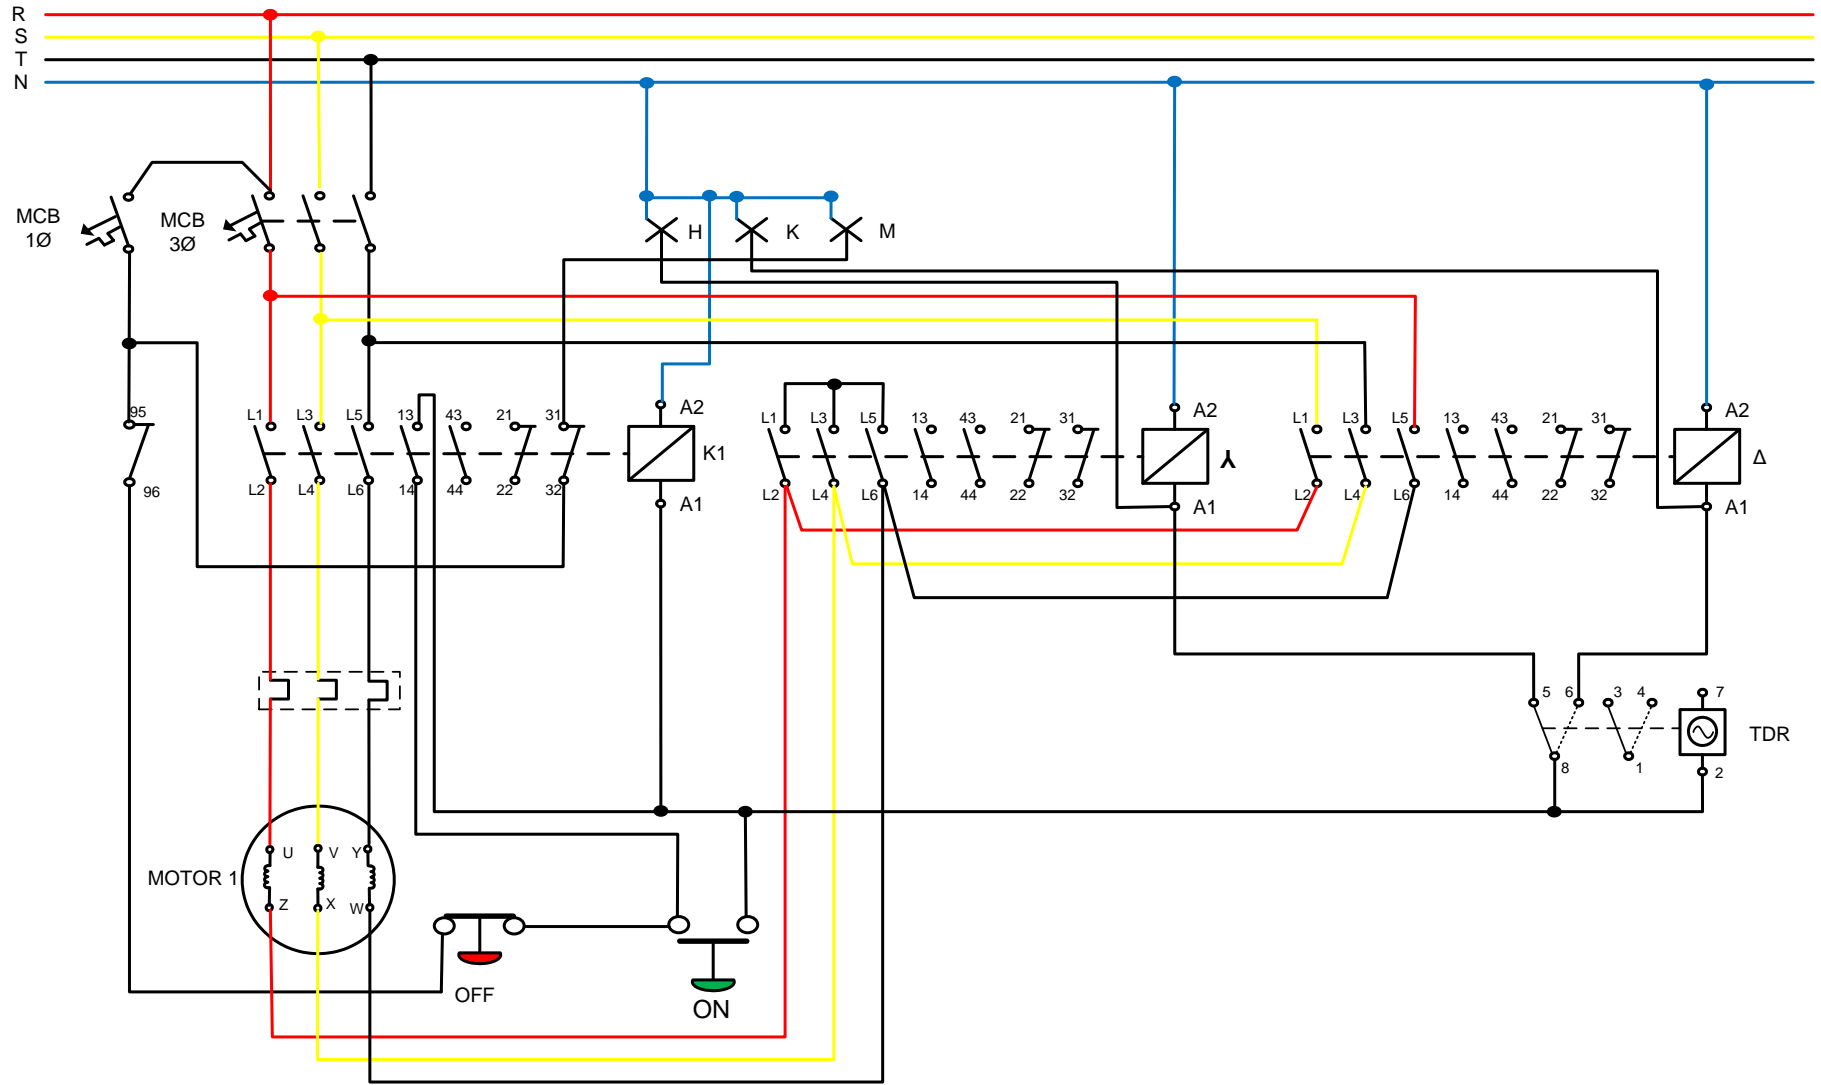 R
S
T
N
MCB
1Ø
MCB
3Ø
H
K
M
95
96
L1
L3
L5
13
43
21
31
L2
L4
L6
14
44
22
32
A2
K1
A1
L1
L3
L5
13
43
21
31
L2
L4
L6
14
44
22
32
A2
Y
A1
L1
L3
L5
13
43
21
31
L2
L4
L6
14
44
22
32
A2
Δ
A1
5
6
3
4
7
8
1
2
TDR
MOTOR 1
U
V
Y
Z
X
W
OFF
ON